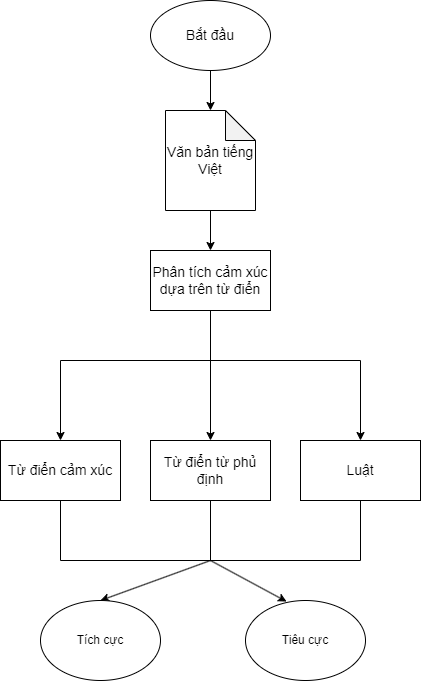 Bắt đầu
Văn bản tiếng
Việt
Phân tích cảm xúc
dựa trên từ điển
Từ điển cảm xúc
Từ điển từ phủ
định
Luật
Tích cực
Tiêu cực